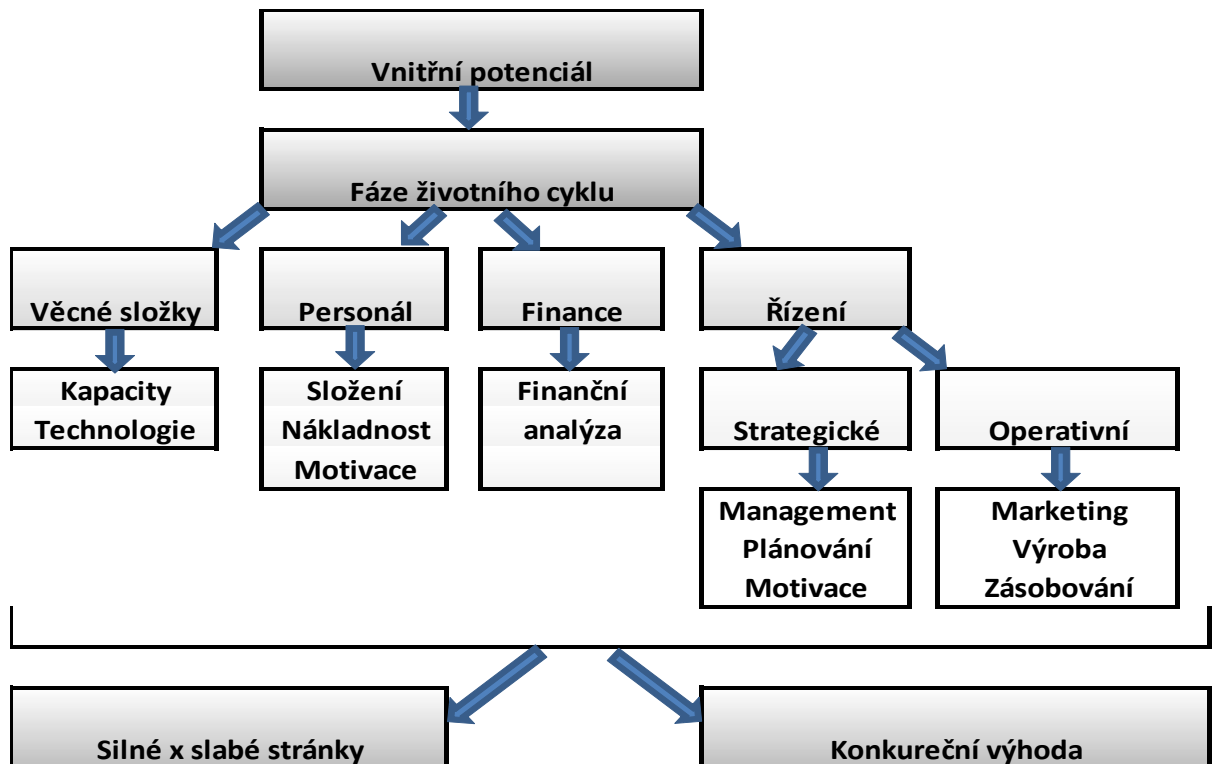 Vnitřní potenciál
Fáze životního cyklu
Věcné složky
Personál
Finance
Řízení
Kapacity
Technologie
Složení
Nákladnost
Motivace
Finanční
analýza
Strategické
Operativní
Management
Plánování
Motivace
Marketing
Výroba
Zásobování
Silné x slabé stránky
Konkureční výhoda